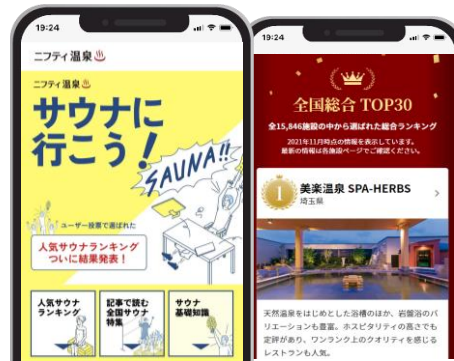 19:24
ニフティ温泉
ニフティ温泉
サウナに
行こう!
SAUNA!!
ユーザー投票で選ばれた
人気サウナランキング
ついに結果発表!
人気サウナ
ランキング
記事で読む
全国サウナ
特集
サウナ
基礎知識
19:24
全国総合 TOP30
全15,846施設の中から選ばれた総合ランキング
2021年11月時点の情報を表示しています。
最新の情報は各施設ページでご確認ください。
1
美楽温泉 SPA-HERBS
埼玉県
天然温泉をはじめとした浴槽のほか、岩盤浴のバ
リエーションも豊富。ホスピタリティの高さでも
定評があり、ワンランク上のクオリティを感じる
レストランも人気。